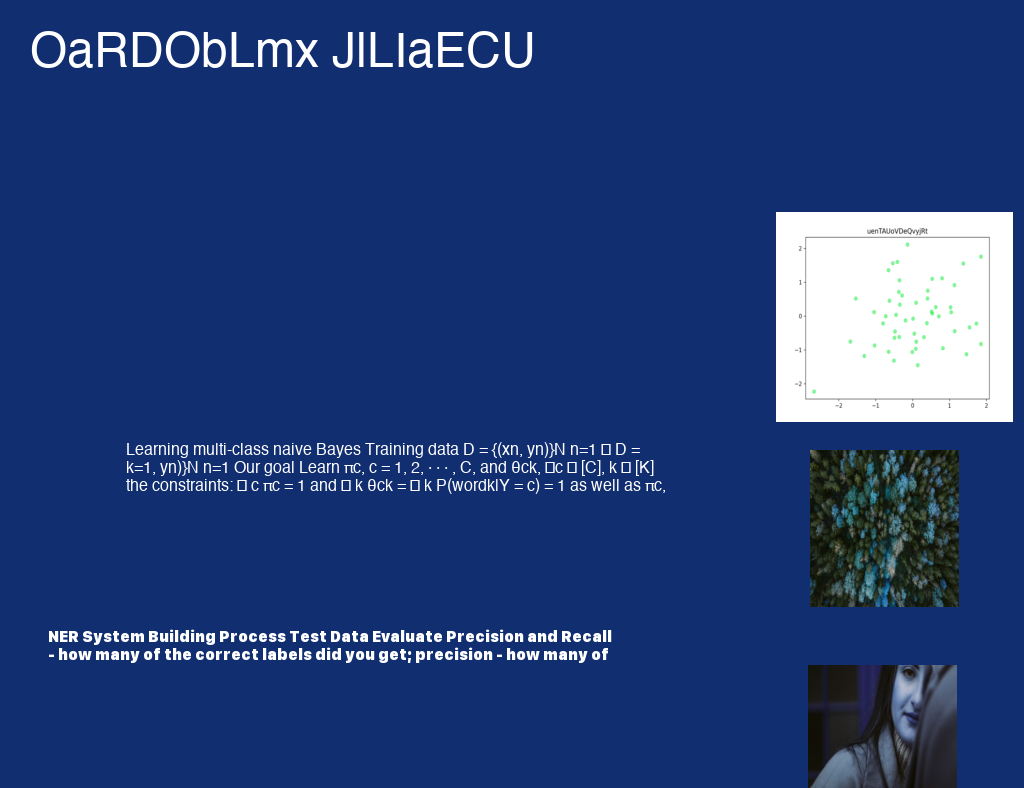 OaRDObLmx JlLIaECU
uenTAUoVDeQvyjRt
2
1
0
−1
−2
−2
−1
0
1
2
Learning multi-class naive Bayes Training data D = {(xn, yn)}N n=1 □ D =
k=1, yn)}N n=1 Our goal Learn πc, c = 1, 2, · · · , C, and θck, □c □ [C], k □ [K]
the constraints: □ c πc = 1 and □ k θck = □ k P(wordk|Y = c) = 1 as well as πc,
NER System Building Process Test Data Evaluate Precision and Recall
- how many of the correct labels did you get; precision - how many of